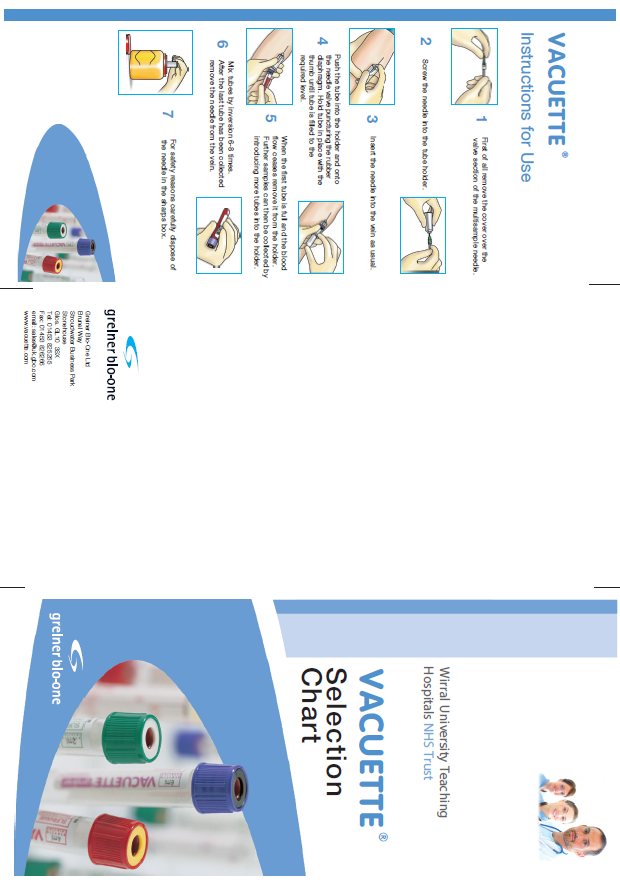 VACUETTE ®
Instructions for Use
1
First of all remove the cover over the
valve section of the multisample needle.
2
Screw the needle into the tube holder.
3
Insert the needle into the vein as usual.
4
Push the tube into the holder and onto
the needle valve puncturing the rubber
diaphragm. Hold tube in place with the
thumb until tube is filled to the
required level.
5
When the first tube is full and the blood
flow ceases remove it from the holder.
Further samples can then be collected by
introducing more tubes into the holder.
6
Mix tubes by inversion 6-8 times.
After the last tube has been collected
remove the needle from the vein.
7
For safety reasons carefully dispose of
the needle in the sharps box.
greiner bio-one
Greiner Bio-One Ltd
Brunel Way
Stroudwater Business Park
Stonehouse
Glos. GL10 3SX
Tel: 01453 825255
Fax: 01453 826266
email sales@uk.gbo.com
www.vacuette.com
Wirral University Teaching
Hospitals NHS Trust
VACUETTE ®
Selection
Chart
greiner bio-one
VACUETTE